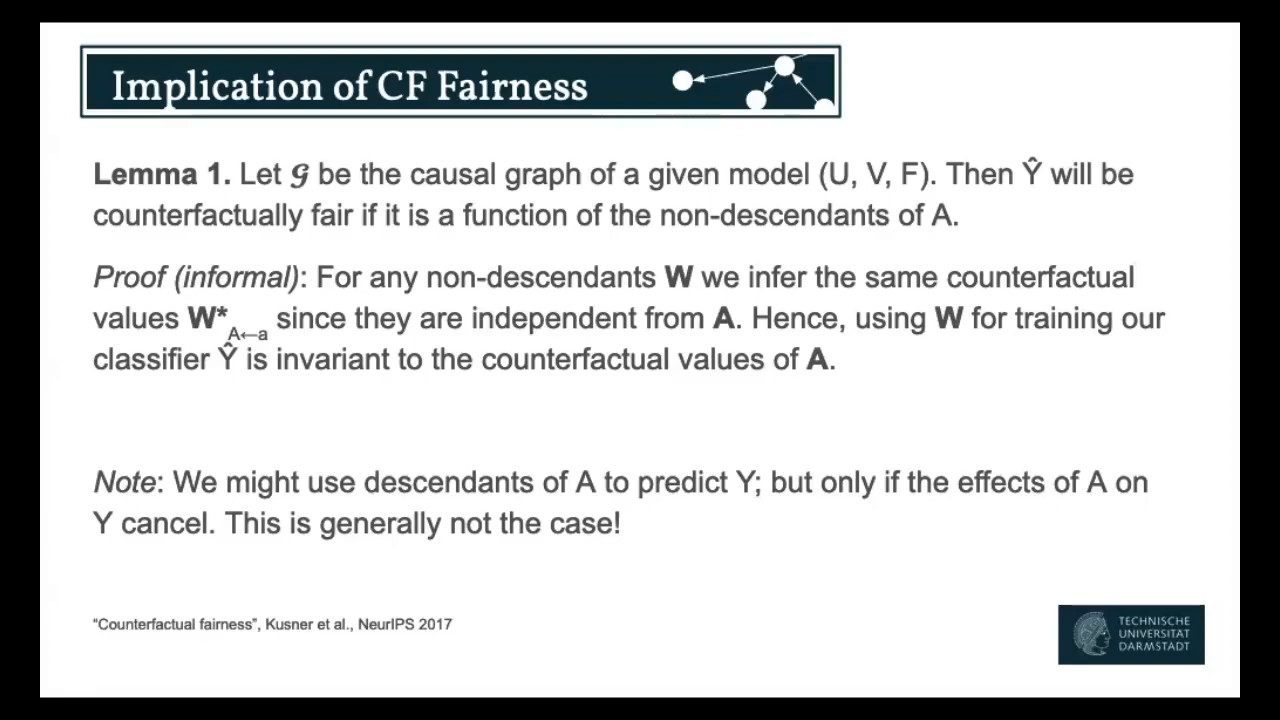 Implication of CF Fairness
Lemma 1. Let 𝒢 be the causal graph of a given model (U, V, F). Then Ŷ will be
counterfactually fair if it is a function of the non-descendants of A.
Proof (informal): For any non-descendants W we infer the same counterfactual
values W*A←a since they are independent from A. Hence, using W for training our
classifier Ŷ is invariant to the counterfactual values of A.
Note: We might use descendants of A to predict Y; but only if the effects of A on
Y cancel. This is generally not the case!
“Counterfactual fairness”, Kusner et al., NeurIPS 2017
TECHNISCHE
UNIVERSITÄT
DARMSTADT